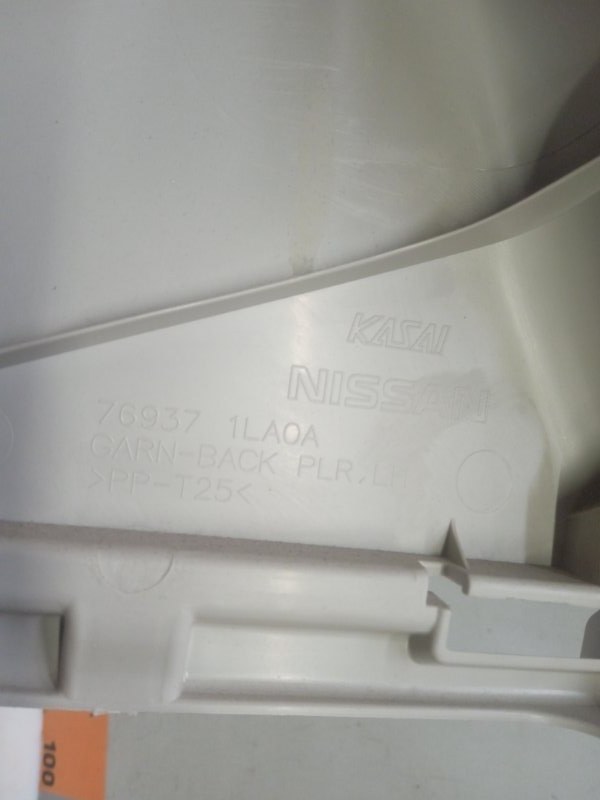 KASAI
NISSAN
76937 1LA0A
GARN-BACK PLR,LH
>PP-T25<
100